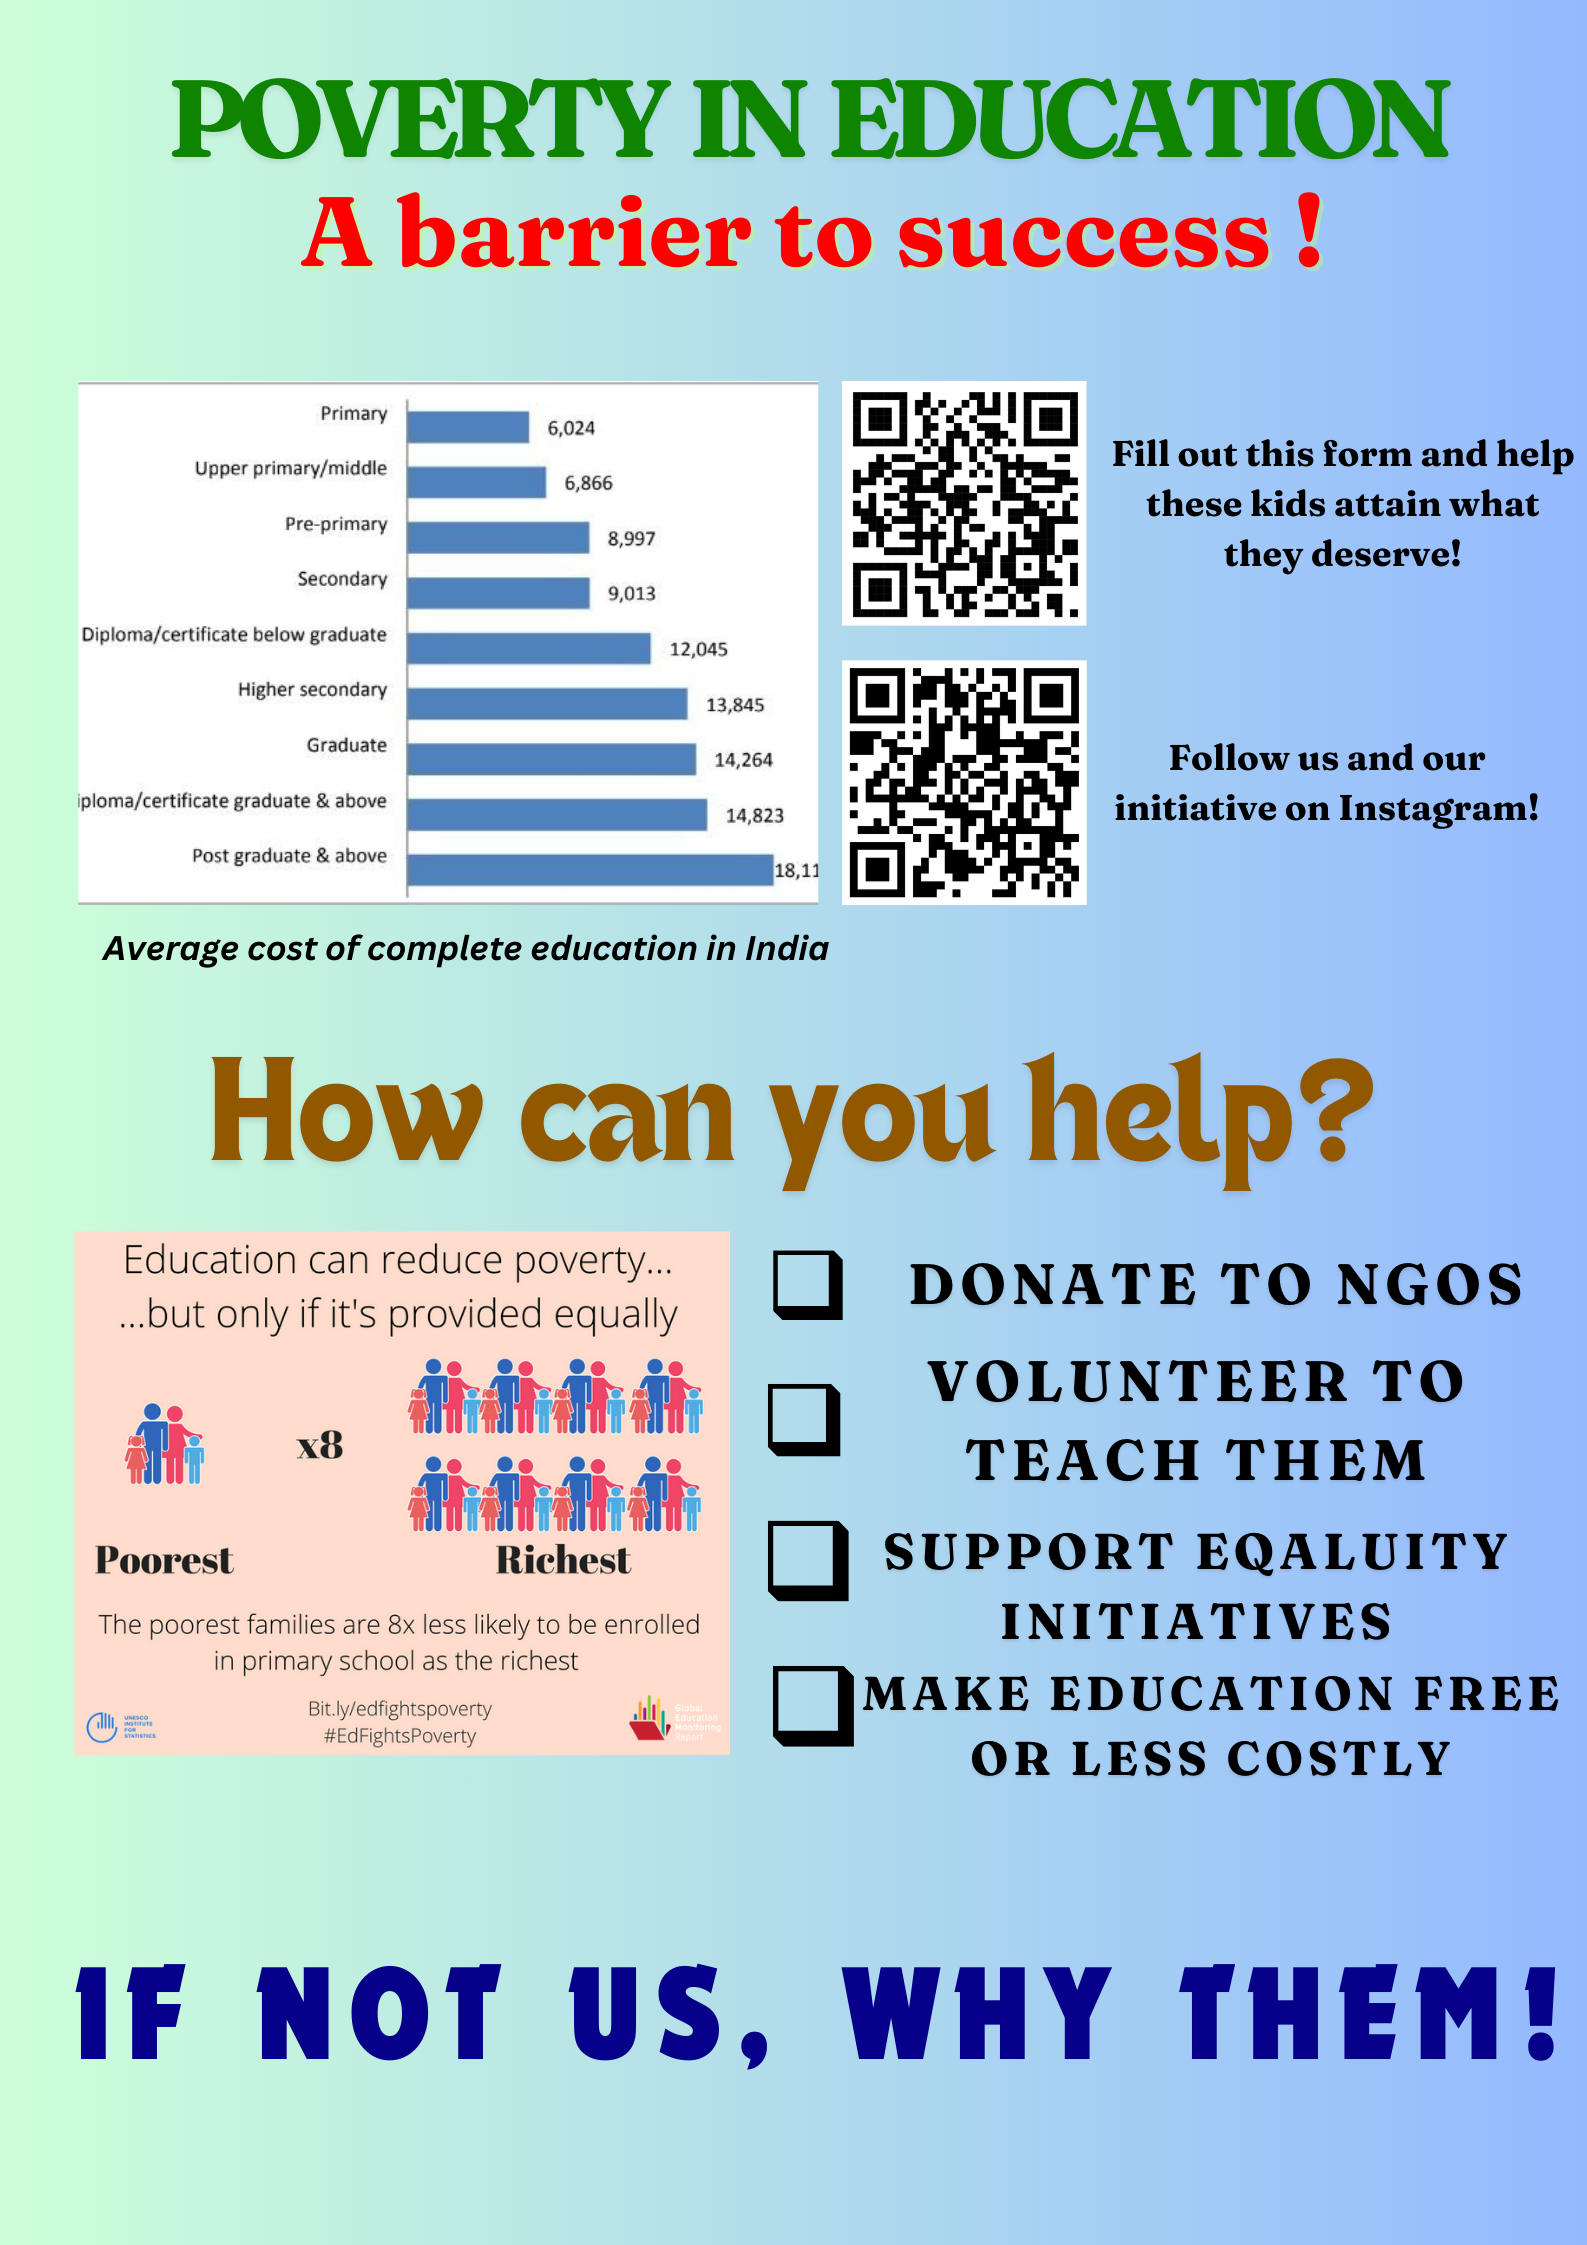 POVERTY IN EDUCATION
A barrier to success !
Primary
6,024
Upper primary/middle
6,866
Pre-primary
8,997
Secondary
9,013
Diploma/certificate below graduate
12,045
Higher secondary
13,845
Graduate
14,264
iploma/certificate graduate & above
14,823
Post graduate & above
18,11
Average cost of complete education in India
Fill out this form and help
these kids attain what
they deserve!
Follow us and our
initiative on Instagram!
How can you help?
Education can reduce poverty...
...but only if it's provided equally
x8
Poorest
Richest
The poorest families are 8x less likely to be enrolled
in primary school as the richest
UNESCO
INSTITUTE
FOR
STATISTICS
Bit.ly/edfightspoverty
#EdFightsPoverty
Global
Education
Monitoring
Report
DONATE TO NGOS
VOLUNTEER TO
TEACH THEM
SUPPORT EQALUITY
INITIATIVES
MAKE EDUCATION FREE
OR LESS COSTLY
IF NOT US, WHY THEM!